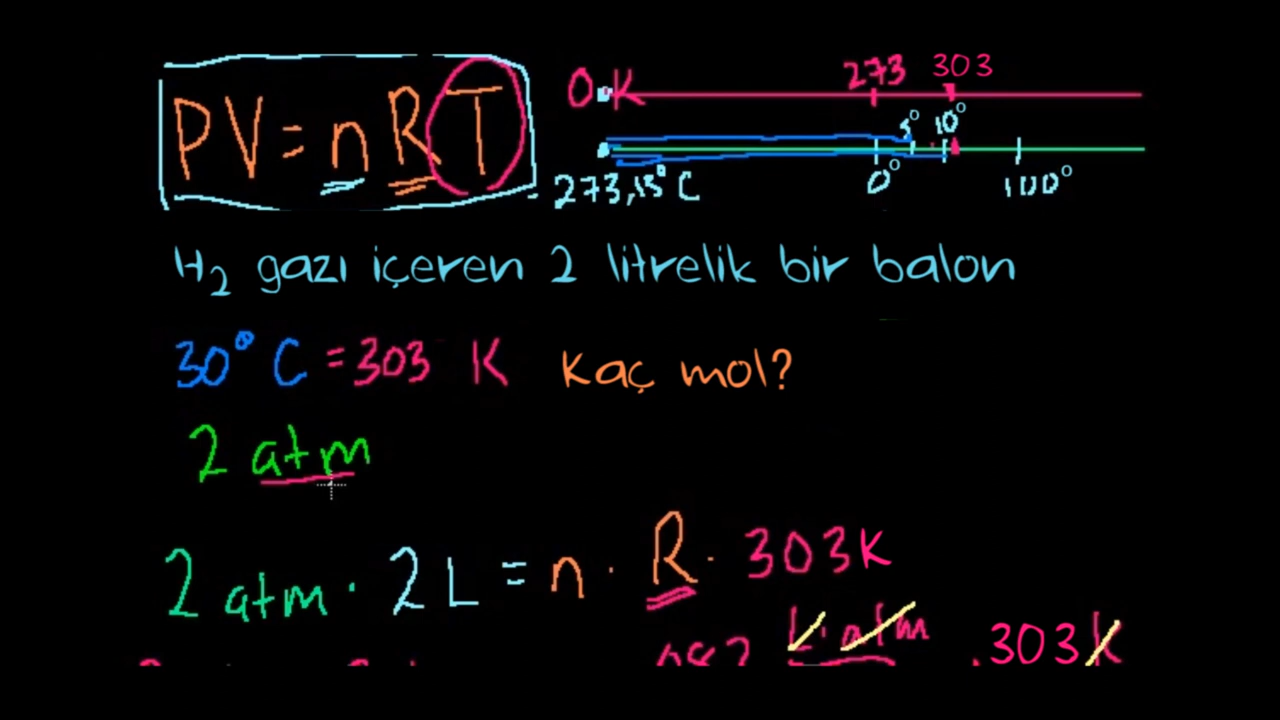 PV = nRT
0 K 273 303
5° 10°
273,15°C 0° 100°
H₂ gazı içeren 2 litrelik bir balon
30° C = 303 K Kaç mol?
2 atm
2 atm · 2 L = n · R · 303K
L · atm . 303K